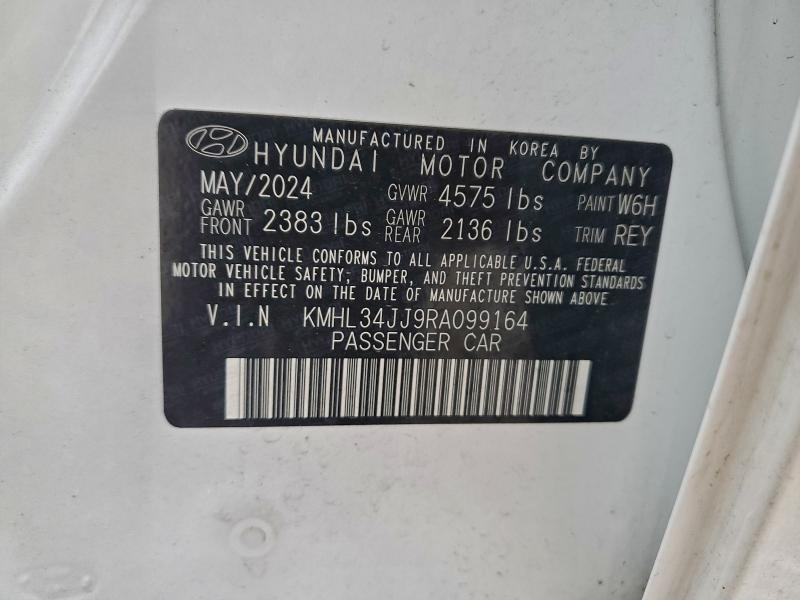 MANUFACTURED IN KOREA BY
HYUNDAI MOTOR COMPANY
MAY/2024 GVWR 4575 lbs PAINT W6H
GAWR FRONT 2383 lbs GAWR REAR 2136 lbs TRIM REY
THIS VEHICLE CONFORMS TO ALL APPLICABLE U.S.A. FEDERAL
MOTOR VEHICLE SAFETY, BUMPER, AND THEFT PREVENTION STANDARDS
IN EFFECT ON THE DATE OF MANUFACTURE SHOWN ABOVE.
V.I.N KMHL34JJ9RA099164
PASSENGER CAR